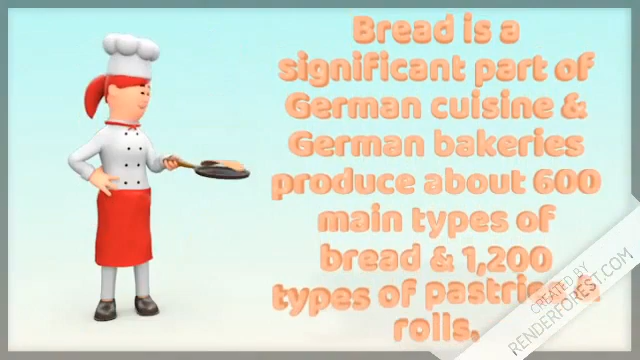 Bread is a
significant part of
German cuisine &
German bakeries
produce about 600
main types of
bread & 1,200
types of pastries &
rolls.
CREATED BY
RENDERFOREST.COM